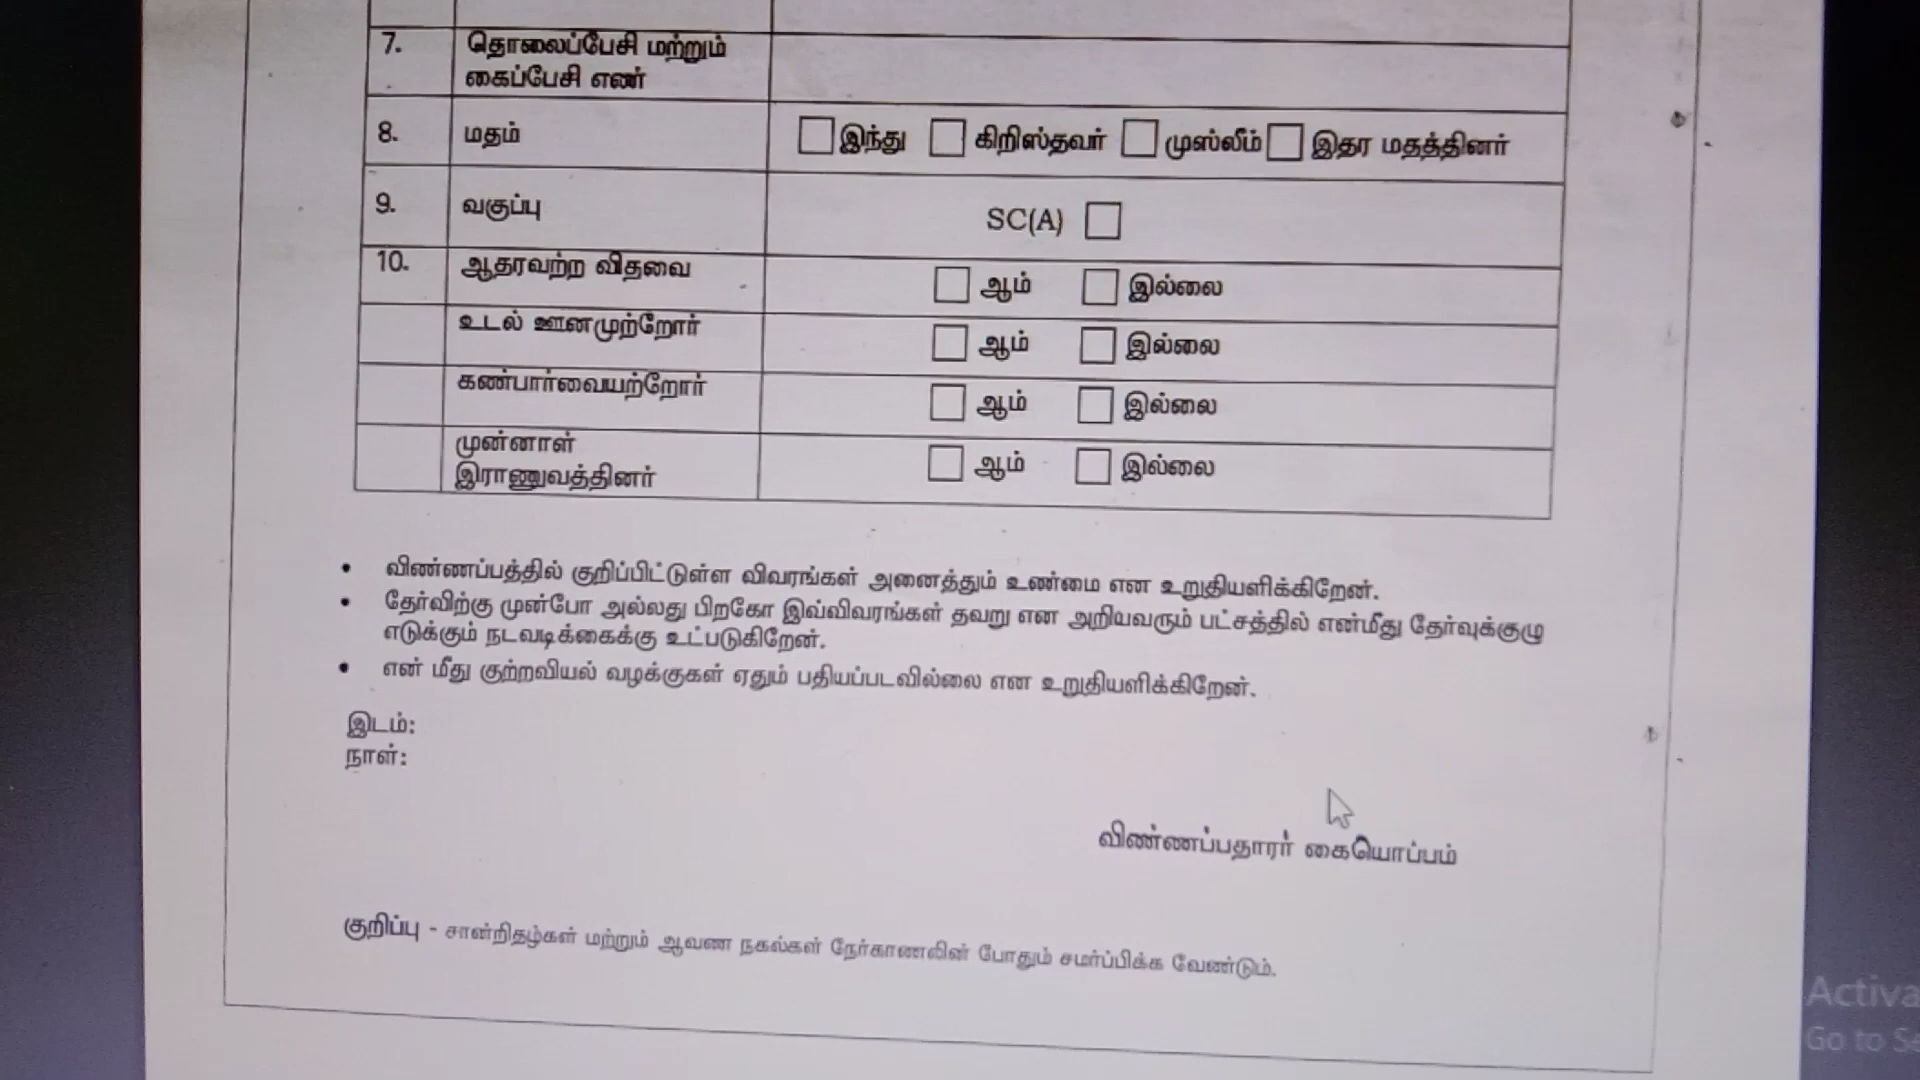 7. தொலைப்பேசி மற்றும்
கைப்பேசி எண்
8. மதம் இந்து கிறிஸ்தவர் முஸ்லீம் இதர மதத்தினர்
9. வகுப்பு SC(A)
10. ஆதரவற்ற விதவை ஆம் இல்லை
உடல் ஊனமுற்றோர் ஆம் இல்லை
கண்பார்வையற்றோர் ஆம் இல்லை
முன்னாள்
இராணுவத்தினர் ஆம் இல்லை
• விண்ணப்பத்தில் குறிப்பிட்டுள்ள விவரங்கள் அனைத்தும் உண்மை என உறுதியளிக்கிறேன்.
• தேர்விற்கு முன்போ அல்லது பிறகோ இவ்விவரங்கள் தவறு என அறியவரும் பட்சத்தில் என்மீது தேர்வுக்குழு
எடுக்கும் நடவடிக்கைக்கு உட்படுகிறேன்.
• என் மீது குற்றவியல் வழக்குகள் ஏதும் பதியப்படவில்லை என உறுதியளிக்கிறேன்.
இடம்:
நாள்:
விண்ணப்பதாரர் கையொப்பம்
குறிப்பு - சான்றிதழ்கள் மற்றும் ஆவண நகல்கள் நேர்காணலின் போதும் சமர்ப்பிக்க வேண்டும்.
Activa
Go to Se